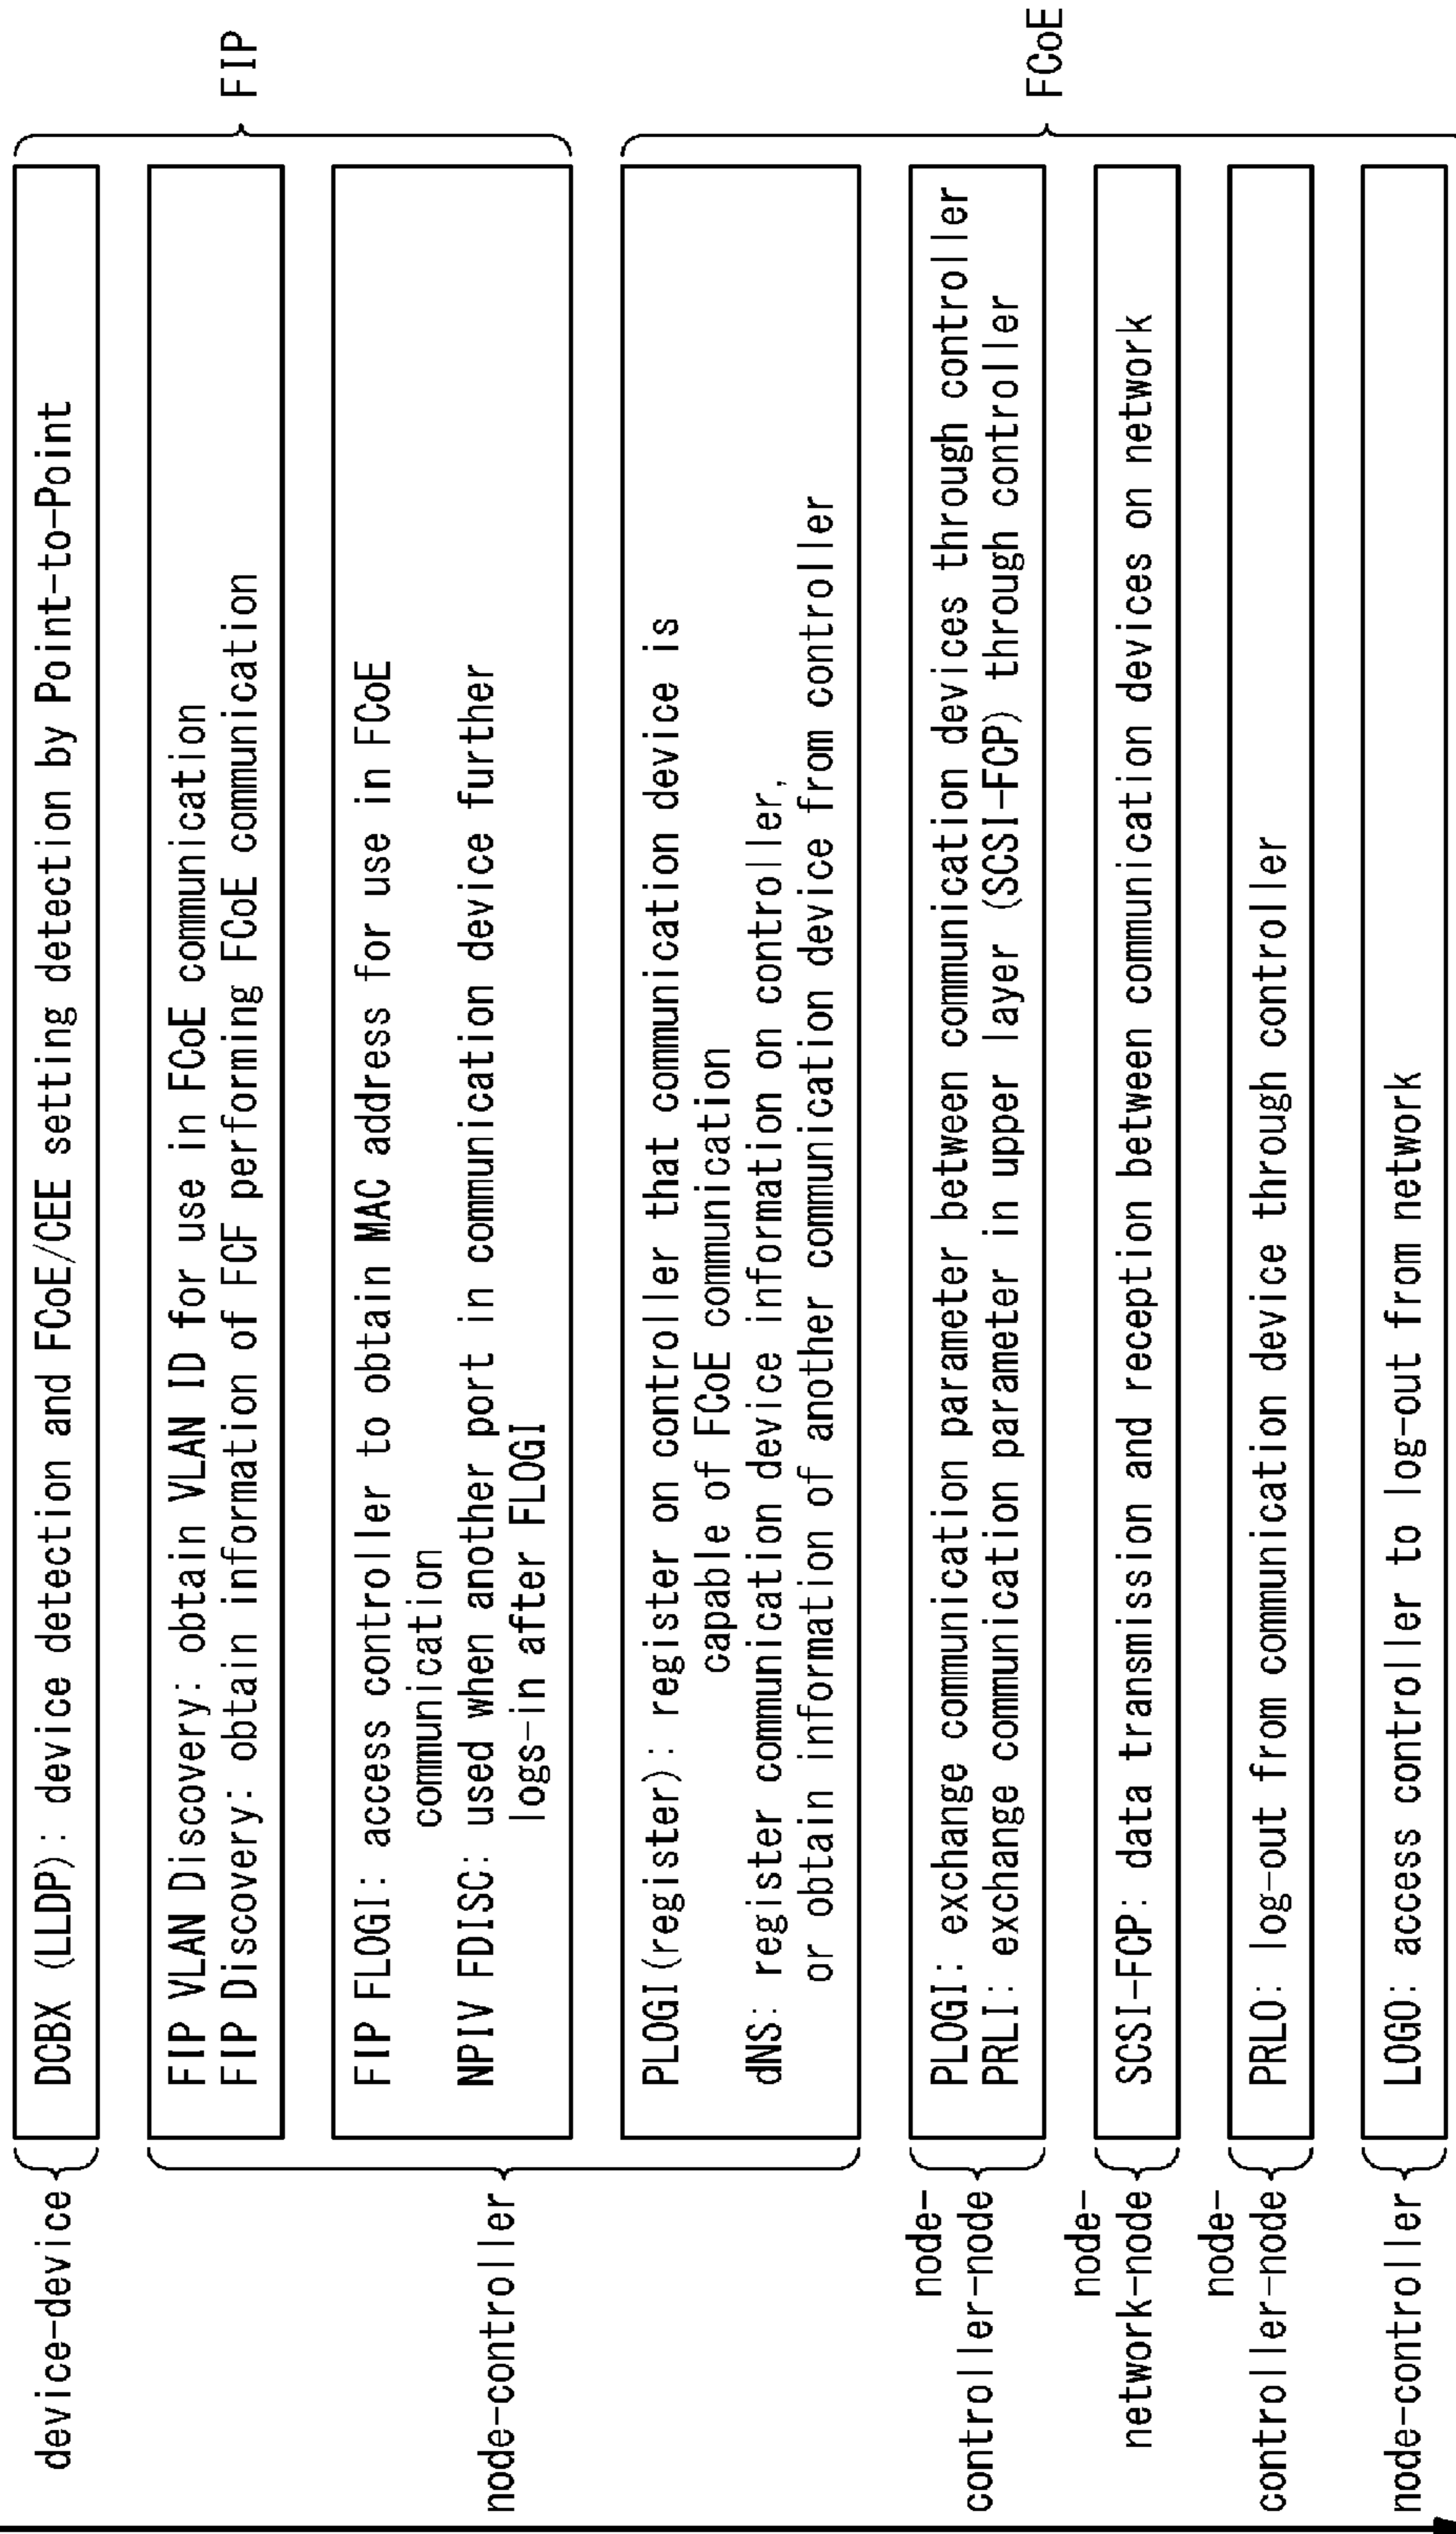 device-device
DCBX (LLDP): device detection and FCoE/CEE setting detection by Point-to-Point
FIP VLAN Discovery: obtain VLAN ID for use in FCoE communication
FIP Discovery: obtain information of FCF performing FCoE communication
FIP
node-controller
FIP FLOGI: access controller to obtain MAC address for use in FCoE
communication
NPIV FDISC: used when another port in communication device further
logs-in after FLOGI
PLOGI(register): register on controller that communication device is
capable of FCoE communication
dNS: register communication device information on controller,
or obtain information of another communication device from controller
node-
controller-node
PLOGI: exchange communication parameter between communication devices through controller
PRLI: exchange communication parameter in upper layer (SCSI-FCP) through controller
FCoE
node-
network-node
SCSI-FCP: data transmission and reception between communication devices on network
node-
controller-node
PRLO: log-out from communication device through controller
node-controller
LOGO: access controller to log-out from network